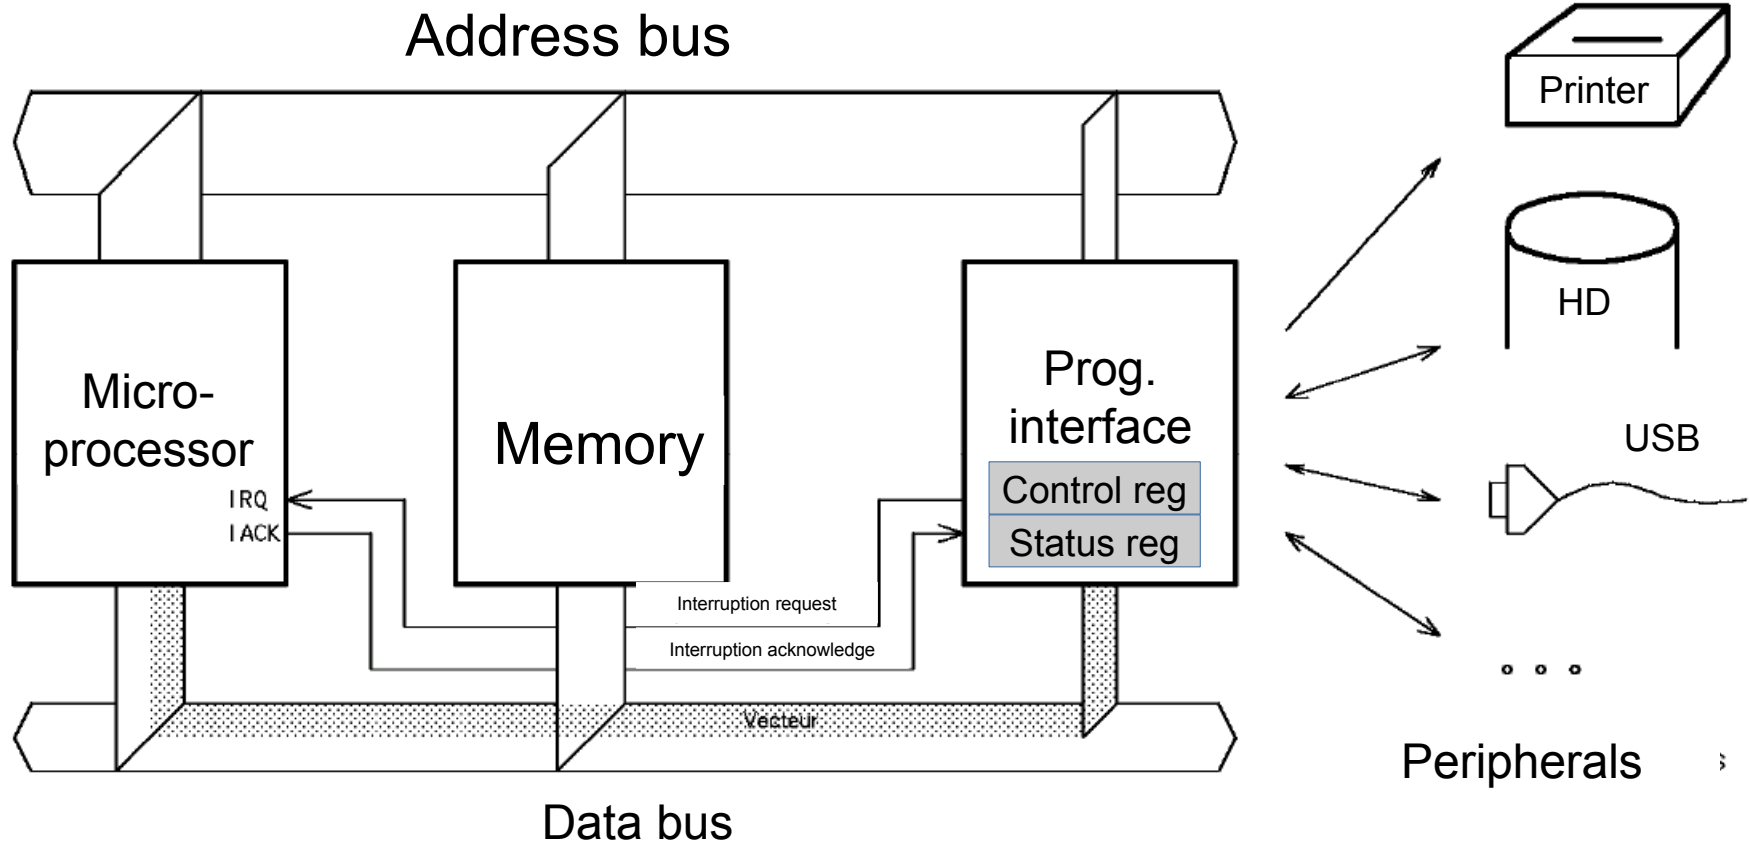 Address bus
Printer
HD
Micro-
processor
IRQ
IACK
Memory
Prog.
interface
Control reg
Status reg
USB
Interruption request
Interruption acknowledge
Vecteur
Peripherals
s
Data bus